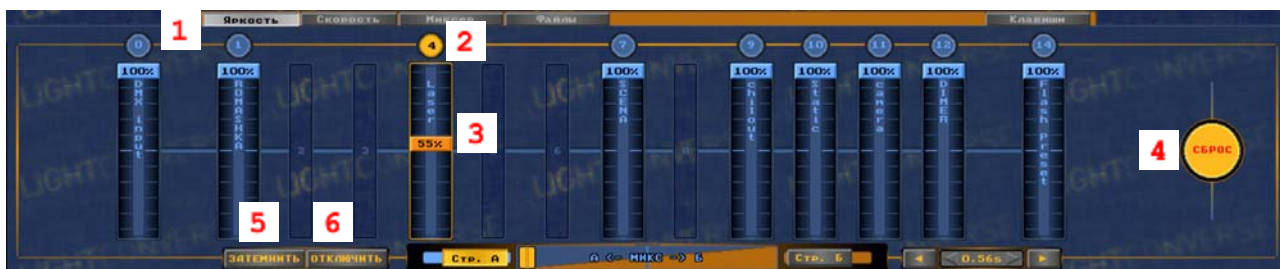 Яркость Скорость Миксер Файлы Клавиши
1 2
0 1 4 7 9 10 11 12 14
100% 100% 100% 100% 100% 100% 100% 100%
DMX input ROMASHKA Laser SCENA chillout Static camera DIMER Flash Preset
3
55%
2 3 6 8
4 СБРОС
5 6
ЗАТЕМНИТЬ ОТКЛЮЧИТЬ Стр. А А <= МИКС => Б Стр. Б 0.56s
LIGHTCONVERSE